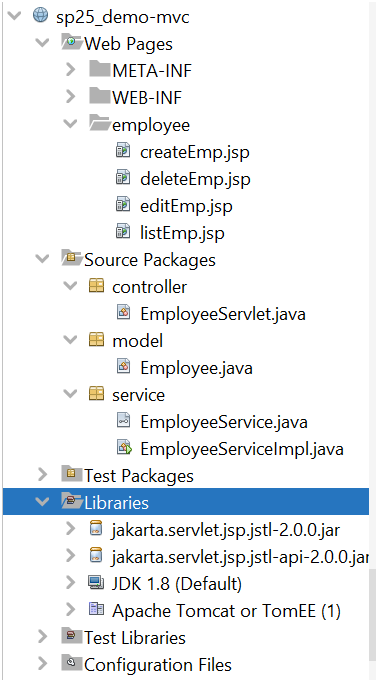 sp25_demo-mvc
Web Pages
META-INF
WEB-INF
employee
createEmp.jsp
deleteEmp.jsp
editEmp.jsp
listEmp.jsp
Source Packages
controller
EmployeeServlet.java
model
Employee.java
service
EmployeeService.java
EmployeeServiceImpl.java
Test Packages
Libraries
jakarta.servlet.jsp.jstl-2.0.0.jar
jakarta.servlet.jsp.jstl-api-2.0.0.jar
JDK 1.8 (Default)
Apache Tomcat or TomEE (1)
Test Libraries
Configuration Files